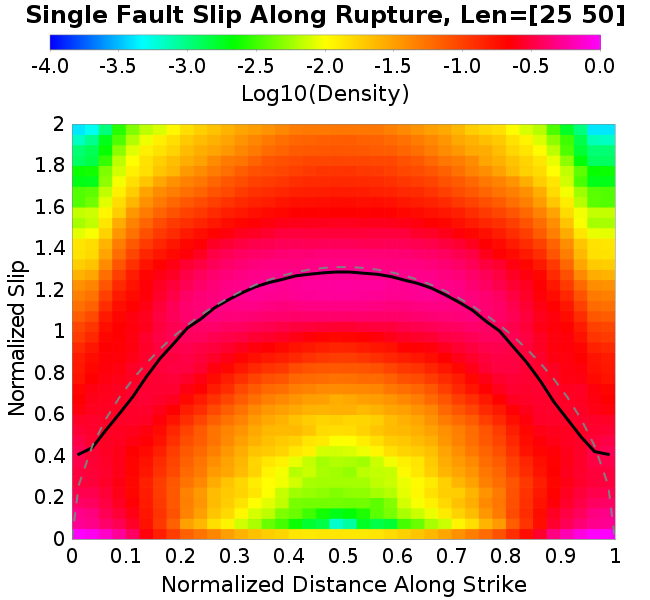 Single Fault Slip Along Rupture, Len=[25 50]
-4.0 -3.5 -3.0 -2.5 -2.0 -1.5 -1.0 -0.5 0.0
Log10(Density)
2
1.8
1.6
1.4
1.2
1
0.8
0.6
0.4
0.2
0
Normalized Slip
0 0.1 0.2 0.3 0.4 0.5 0.6 0.7 0.8 0.9 1
Normalized Distance Along Strike